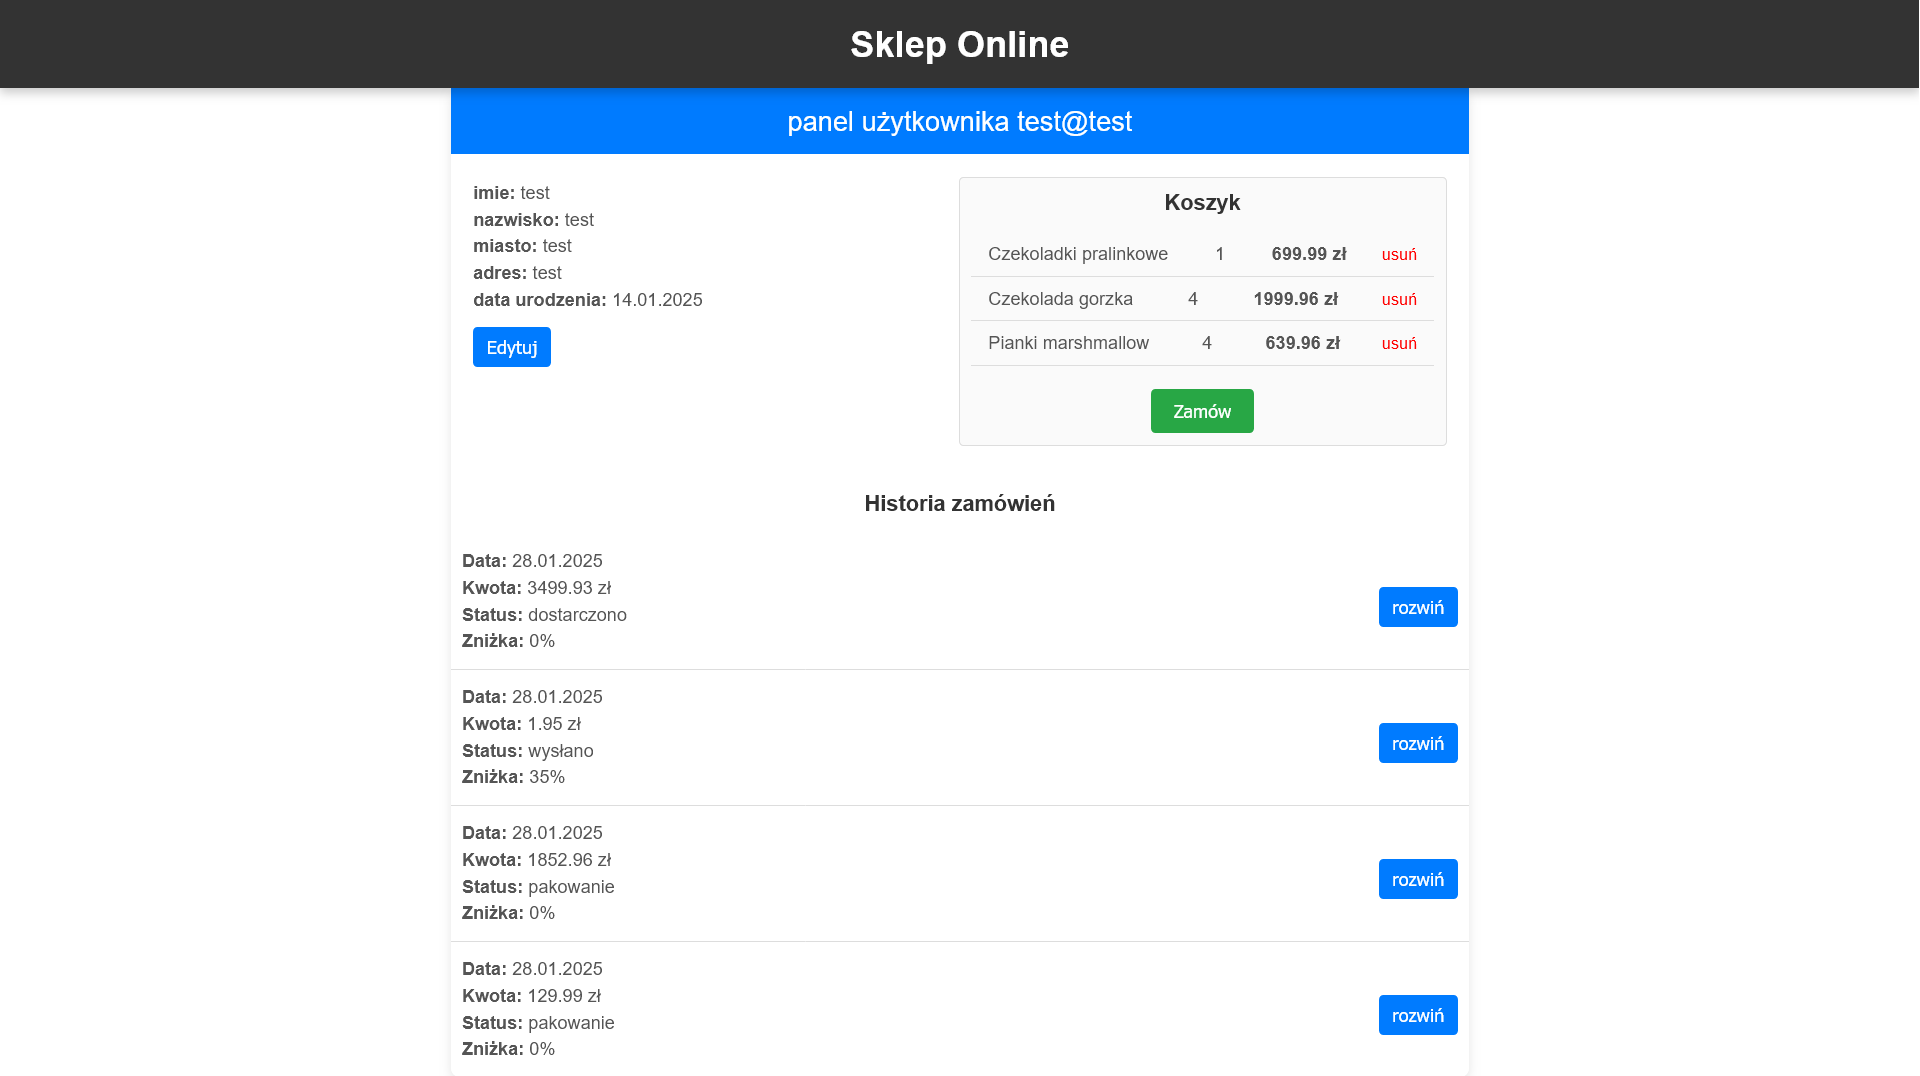 Sklep Online
panel użytkownika test@test
imie: test
nazwisko: test
miasto: test
adres: test
data urodzenia: 14.01.2025
Edytuj
Koszyk
Czekoladki pralinkowe 1 699.99 zł usuń
Czekolada gorzka 4 1999.96 zł usuń
Pianki marshmallow 4 639.96 zł usuń
Zamów
Historia zamówień
Data: 28.01.2025
Kwota: 3499.93 zł
Status: dostarczono
Zniżka: 0%
rozwiń
Data: 28.01.2025
Kwota: 1.95 zł
Status: wysłano
Zniżka: 35%
rozwiń
Data: 28.01.2025
Kwota: 1852.96 zł
Status: pakowanie
Zniżka: 0%
rozwiń
Data: 28.01.2025
Kwota: 129.99 zł
Status: pakowanie
Zniżka: 0%
rozwiń